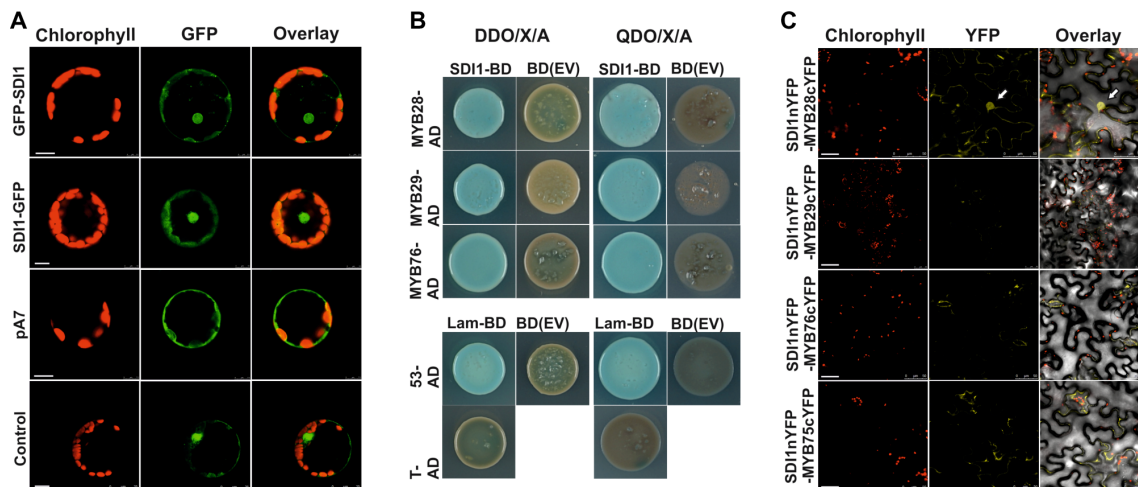 A
Chlorophyll GFP Overlay
GFP-SDI1
SDI1-GFP
pA7
Control
B
DDO/X/A QDO/X/A
SDI1-BD BD(EV) SDI1-BD BD(EV)
MYB28-
AD
MYB29-
AD
MYB76-
AD
Lam-BD BD(EV) Lam-BD BD(EV)
53-
AD
T-
AD
C
Chlorophyll YFP Overlay
SDI1nYFP
-MYB28cYFP
SDI1nYFP
-MYB29cYFP
SDI1nYFP
-MYB76cYFP
SDI1nYFP
-MYB75cYFP